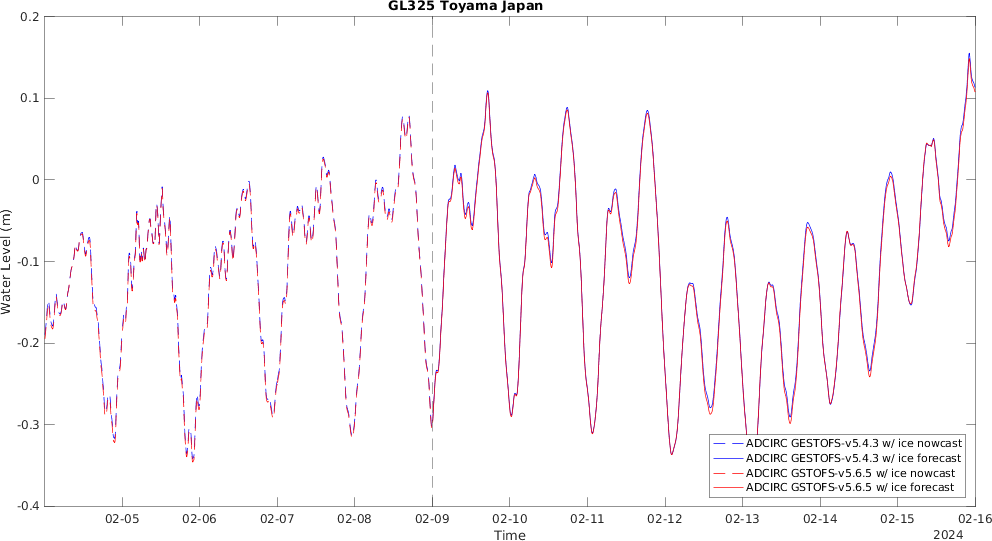 GL325 Toyama Japan
0.2
0.1
0
-0.1
-0.2
-0.3
-0.4
Water Level (m)
ADCIRC GESTOFS-v5.4.3 w/ ice nowcast
ADCIRC GESTOFS-v5.4.3 w/ ice forecast
ADCIRC GSTOFS-v5.6.5 w/ ice nowcast
ADCIRC GSTOFS-v5.6.5 w/ ice forecast
02-05 02-06 02-07 02-08 02-09 02-10 02-11 02-12 02-13 02-14 02-15 02-16
Time
2024